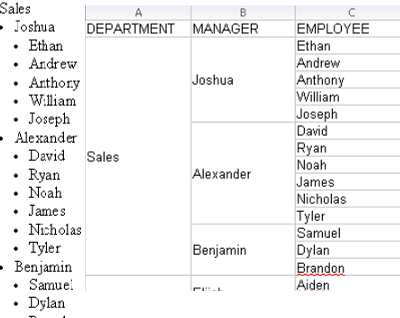 Sales
• Joshua
• Ethan
• Andrew
• Anthony
• William
• Joseph
• Alexander
• David
• Ryan
• Noah
• James
• Nicholas
• Tyler
• Benjamin
• Samuel
• Dylan
A B C
DEPARTMENT MANAGER EMPLOYEE
Sales
Joshua
Ethan
Andrew
Anthony
William
Joseph
Alexander
David
Ryan
Noah
James
Nicholas
Tyler
Benjamin
Samuel
Dylan
Brandon
Aiden